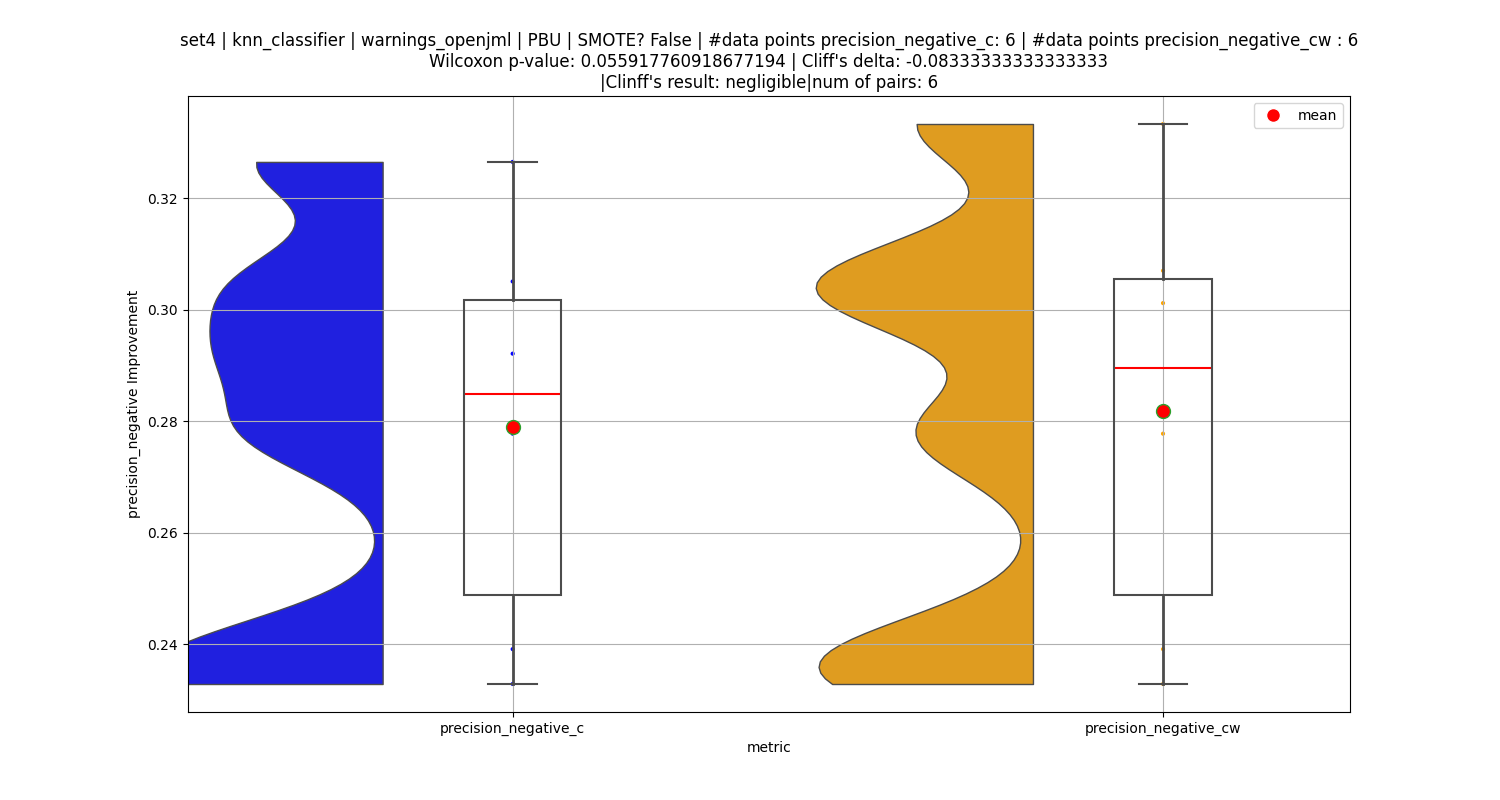 set4 | knn_classifier | warnings_openjml | PBU | SMOTE? False | #data points precision_negative_c: 6 | #data points precision_negative_cw : 6
Wilcoxon p-value: 0.055917760918677194 | Cliff's delta: -0.08333333333333333
|Clinff's result: negligible|num of pairs: 6
mean
0.32
0.30
0.28
0.26
0.24
precision_negative Improvement
precision_negative_c
precision_negative_cw
metric